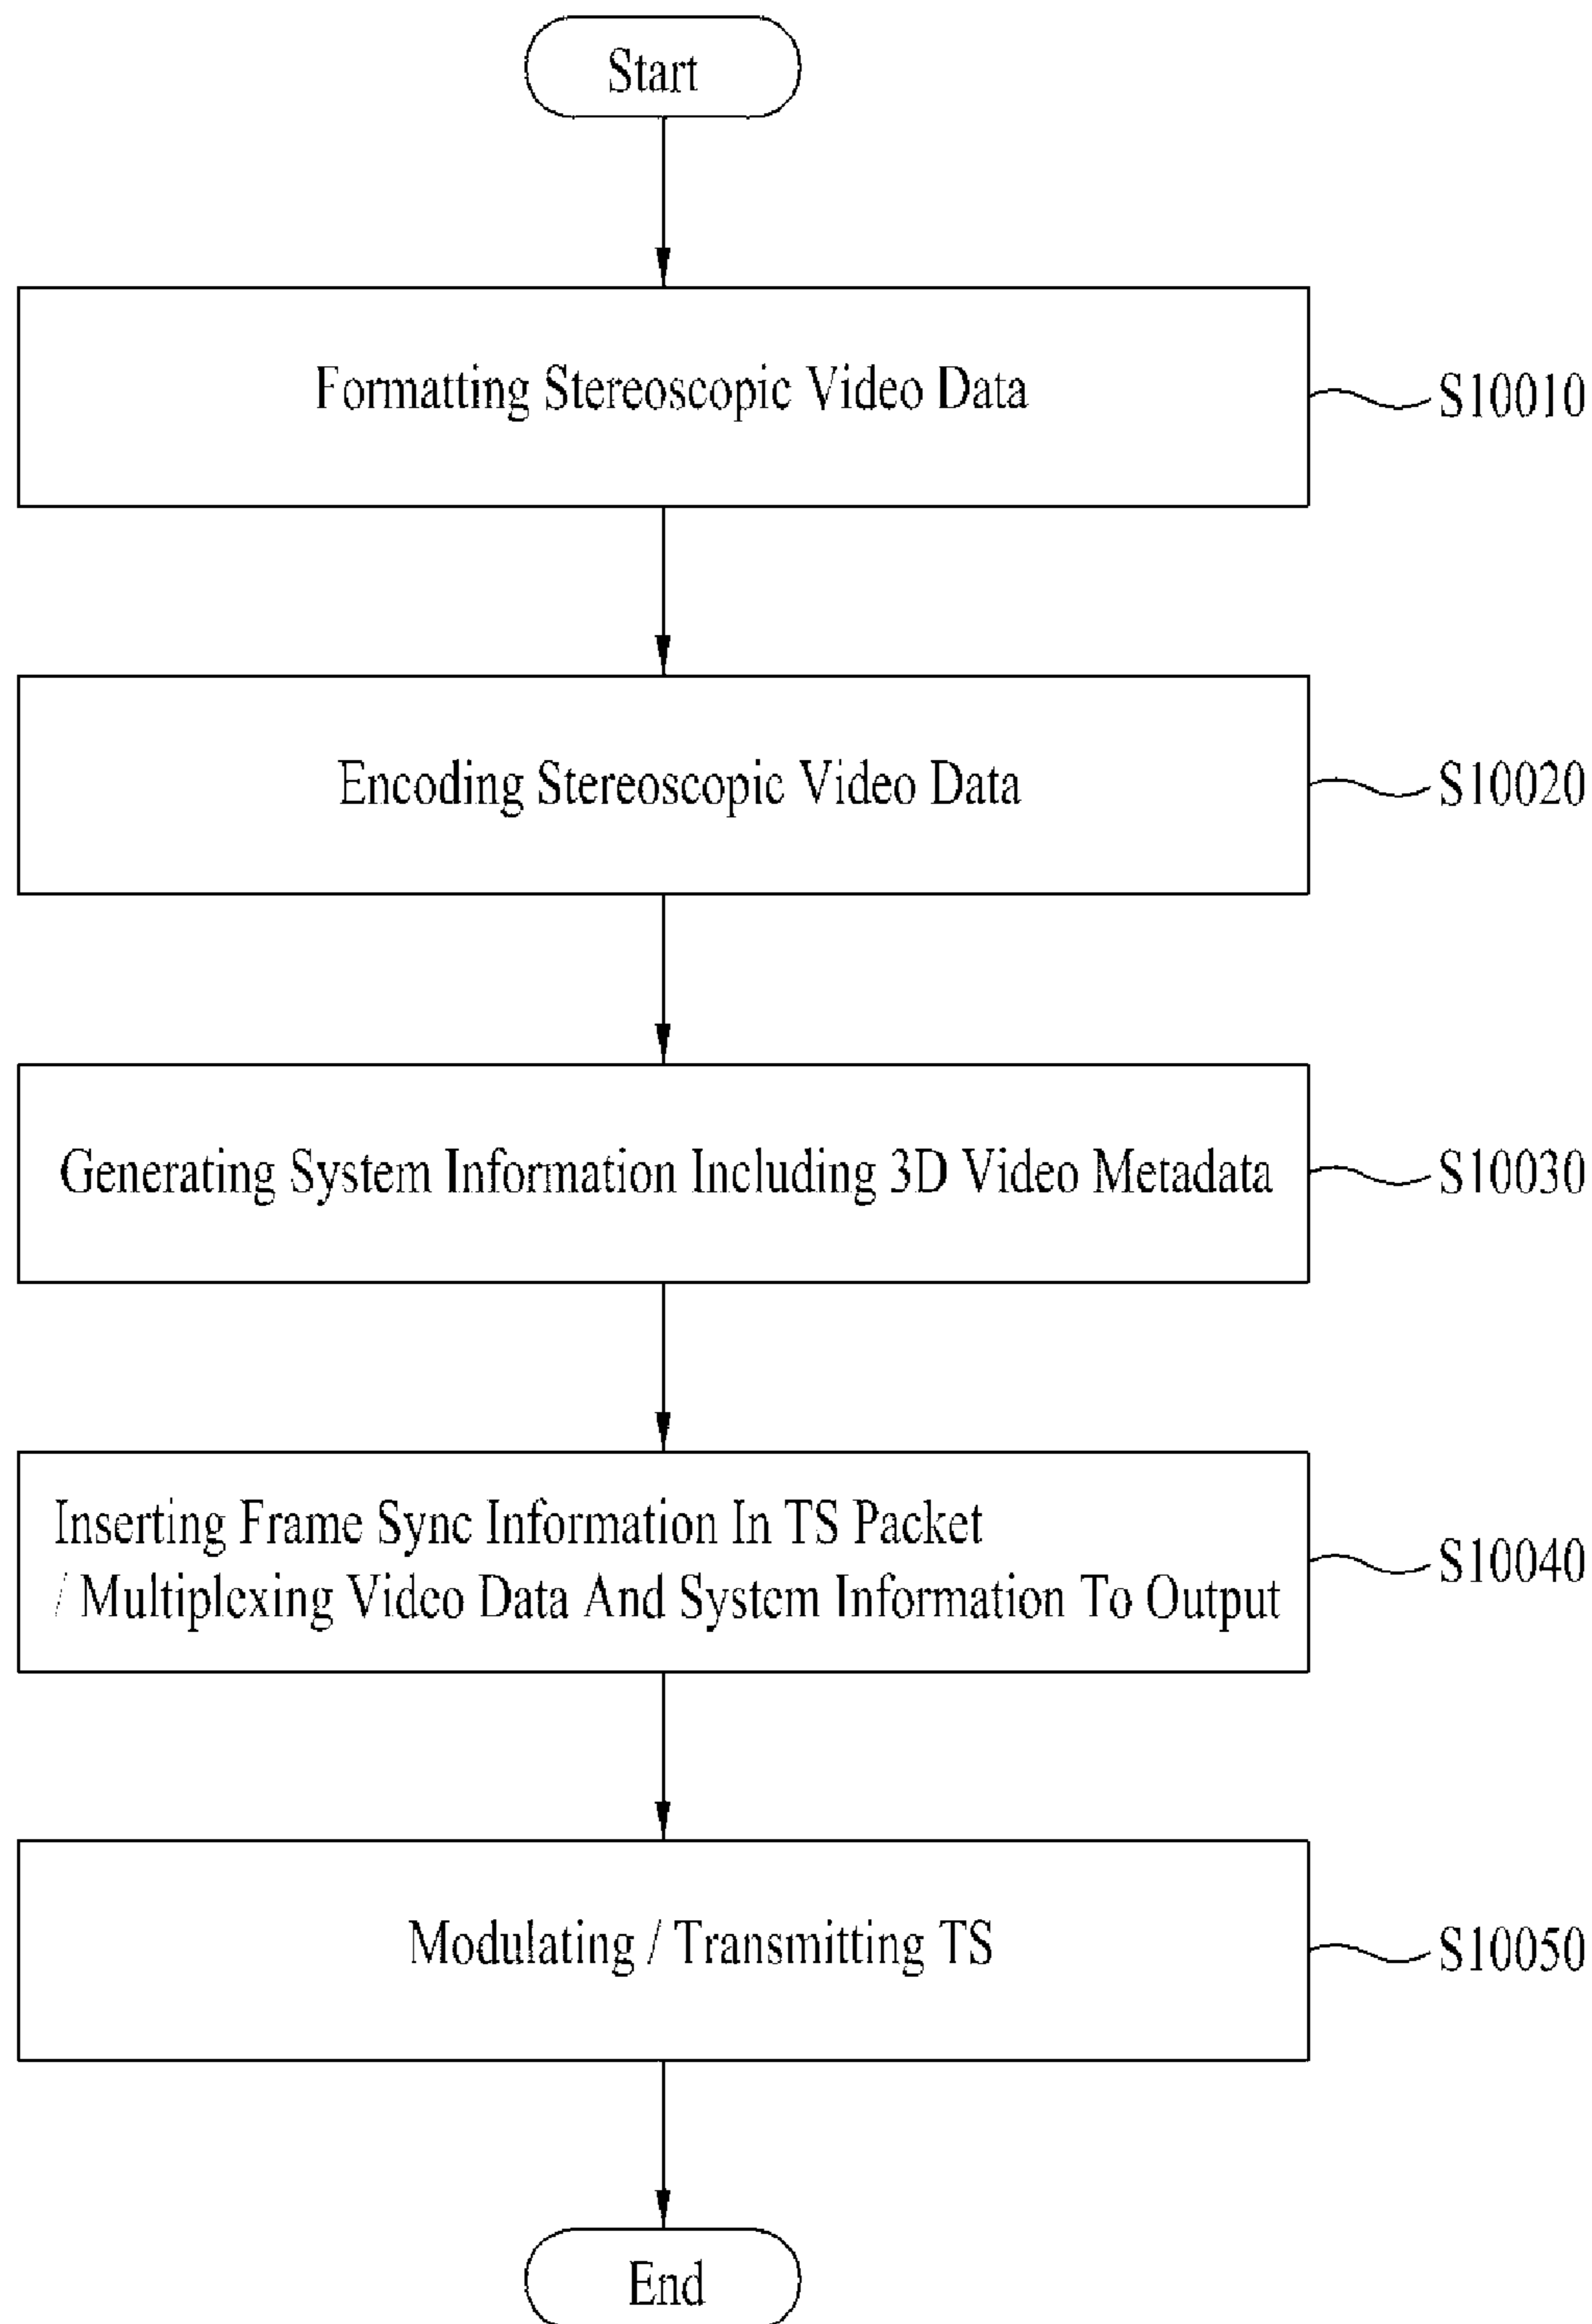 Start
Formatting Stereoscopic Video Data
S10010
Encoding Stereoscopic Video Data
S10020
Generating System Information Including 3D Video Metadata
S10030
Inserting Frame Sync Information In TS Packet
/ Multiplexing Video Data And System Information To Output
S10040
Modulating / Transmitting TS
S10050
End